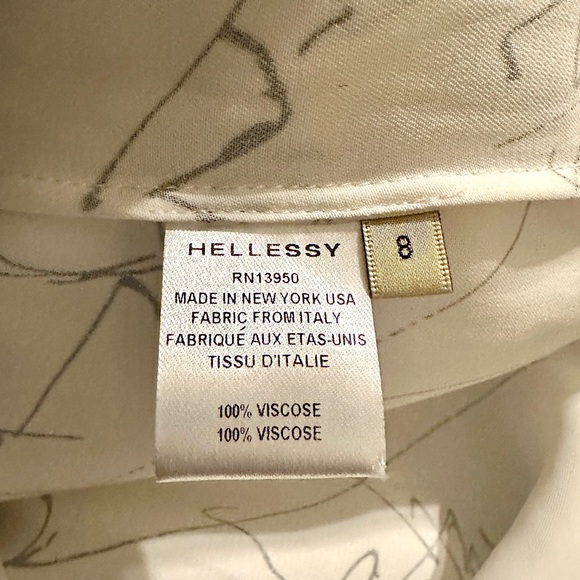 HELLESSY
8
RN13950
MADE IN NEW YORK USA
FABRIC FROM ITALY
FABRIQUÉ AUX ETAS-UNIS
TISSU D'ITALIE
100% VISCOSE
100% VISCOSE